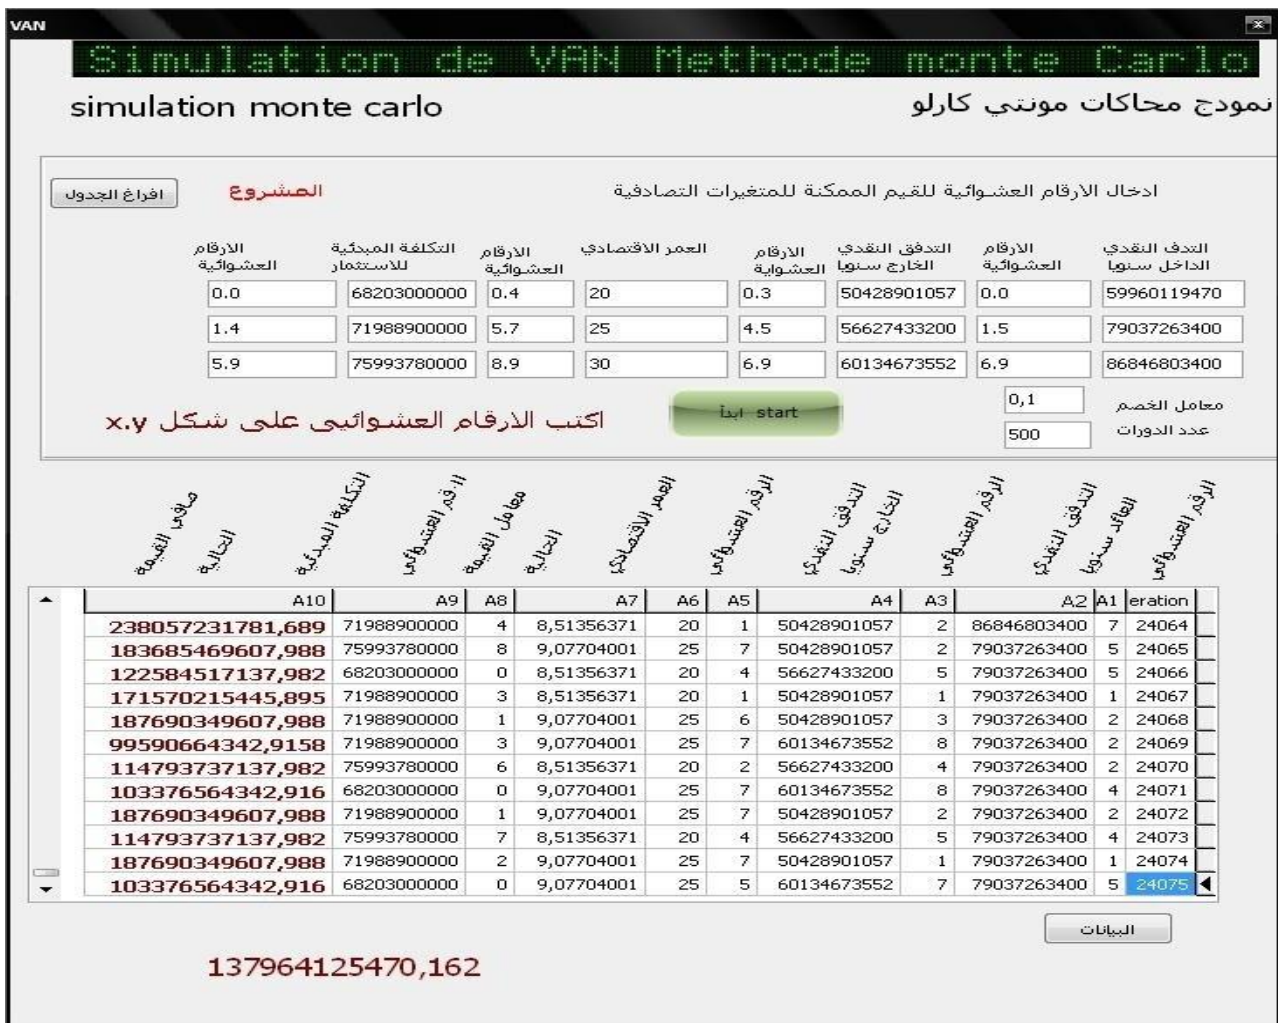 VAN
Simulation de VAN Methode monte Carlo
simulation monte carlo
نمودج محاكات مونتي كارلو
ادخال الارقام العشوائية للقيم الممكنة للمتغيرات التصادفية
المشروع
افراغ الجدول
التدف النقدي الداخل سنويا
الارقام العشوائية
التدفق النقدي الخارج سنويا
الارقام العشواية
العمر الاقتصادي
الارقام العشوائية
التكلفة المبدئية للاستثمار
الارقام العشوائية
0.0 68203000000 0.4 20 0.3 50428901057 0.0 59960119470
1.4 71988900000 5.7 25 4.5 56627433200 1.5 79037263400
5.9 75993780000 8.9 30 6.9 60134673552 6.9 86846803400
معامل الخصم 0,1
عدد الدورات 500
start ابدأ
اكتب الارقام العشوائيى على شكل x.y
الرقم العشوائي
التدفق النقدي العائد سنويا
الرقم العشوائي
التدفق النقدي الخارج سنويا
الرقم العشوائي
العمر الاقتصادي
معامل القيمة الحالية
الرقم العشوائي
التكلفة المبدئية
صافي القيمة الحالية
A10 A9 A8 A7 A6 A5 A4 A3 A2 A1 eration
238057231781,689 71988900000 4 8,51356371 20 1 50428901057 2 86846803400 7 24064
183685469607,988 75993780000 8 9,07704001 25 7 50428901057 2 79037263400 5 24065
122584517137,982 68203000000 0 8,51356371 20 4 56627433200 5 79037263400 5 24066
171570215445,895 71988900000 3 8,51356371 20 1 50428901057 1 79037263400 1 24067
187690349607,988 71988900000 1 9,07704001 25 6 50428901057 3 79037263400 2 24068
99590664342,9158 71988900000 3 9,07704001 25 7 60134673552 8 79037263400 2 24069
114793737137,982 75993780000 6 8,51356371 20 2 56627433200 4 79037263400 2 24070
103376564342,916 68203000000 0 9,07704001 25 7 60134673552 8 79037263400 4 24071
187690349607,988 71988900000 1 9,07704001 25 7 50428901057 2 79037263400 2 24072
114793737137,982 75993780000 7 8,51356371 20 4 56627433200 5 79037263400 4 24073
187690349607,988 71988900000 2 9,07704001 25 7 50428901057 1 79037263400 1 24074
103376564342,916 68203000000 0 9,07704001 25 5 60134673552 7 79037263400 5 24075
البيانات
137964125470,162